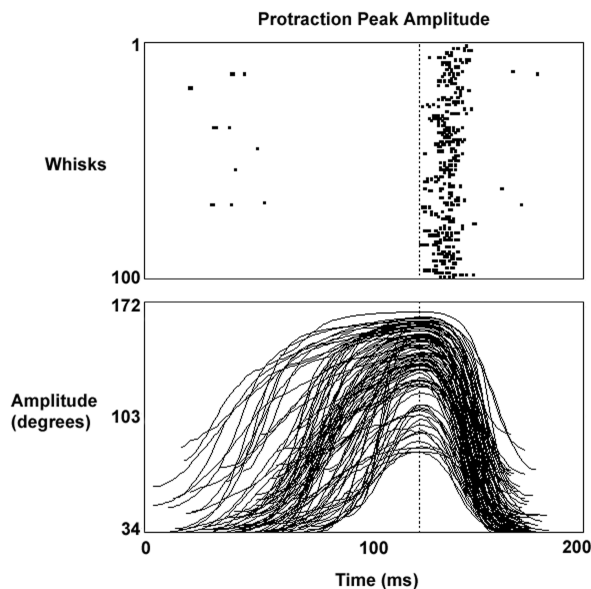 Protraction Peak Amplitude
1
Whisks
100
172
Amplitude
(degrees)
103
34
0
100
200
Time (ms)